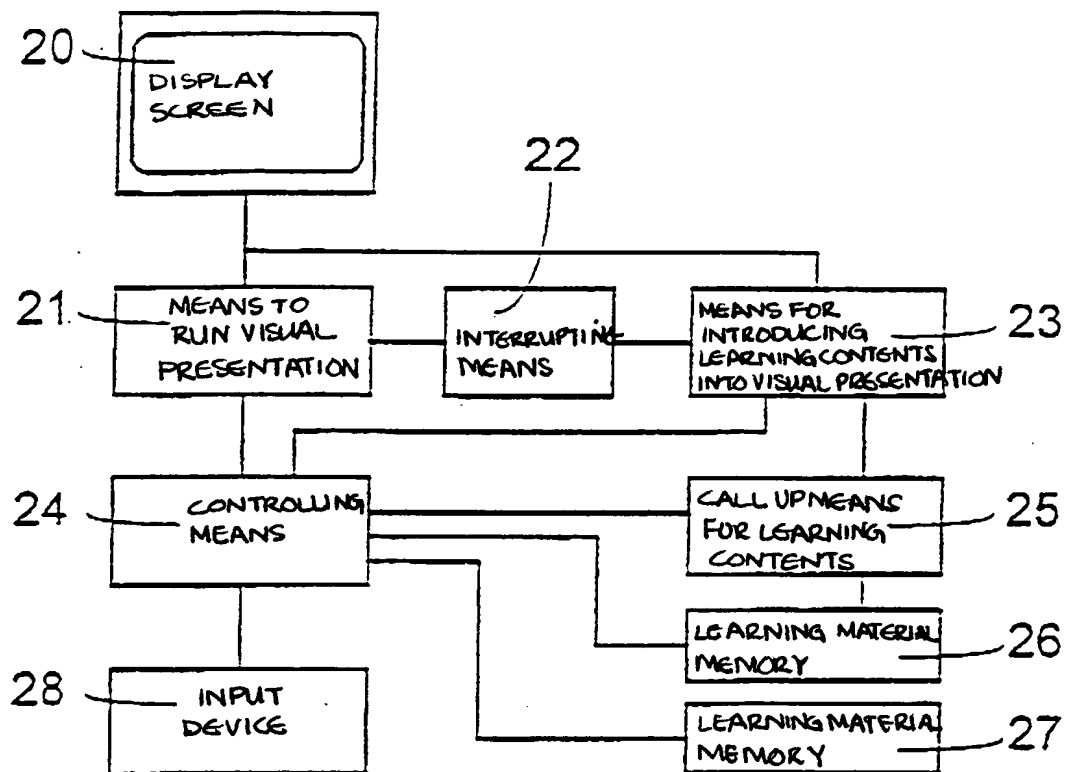 20
DISPLAY
SCREEN
22
21
MEANS TO
RUN VISUAL
PRESENTATION
INTERRUPTING
MEANS
MEANS FOR
INTRODUCING
LEARNING CONTENTS
INTO VISUAL PRESENTATION
23
24
CONTROLLING
MEANS
CALL UP MEANS
FOR LEARNING
CONTENTS
25
LEARNING MATERIAL
MEMORY
26
28
INPUT
DEVICE
LEARNING MATERIAL
MEMORY
27